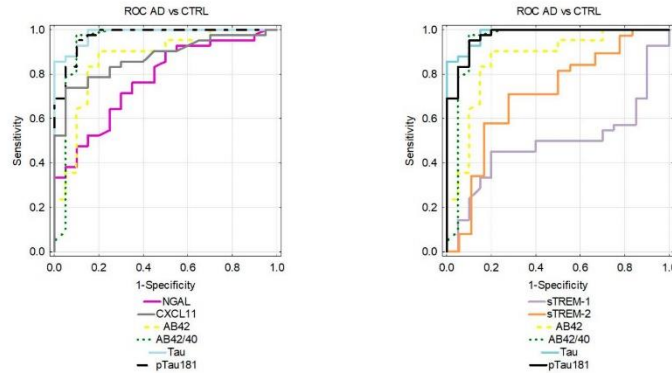 ROC AD vs CTRL
Sensitivity
1.0
0.8
0.6
0.4
0.2
0.0
0.0 0.2 0.4 0.6 0.8 1.0
1-Specificity
NGAL
CXCL11
AB42
AB42/40
Tau
pTau181
ROC AD vs CTRL
Sensitivity
1.0
0.8
0.6
0.4
0.2
0.0
0.0 0.2 0.4 0.6 0.8 1.0
1-Specificity
sTREM-1
sTREM-2
AB42
AB42/40
Tau
pTau181